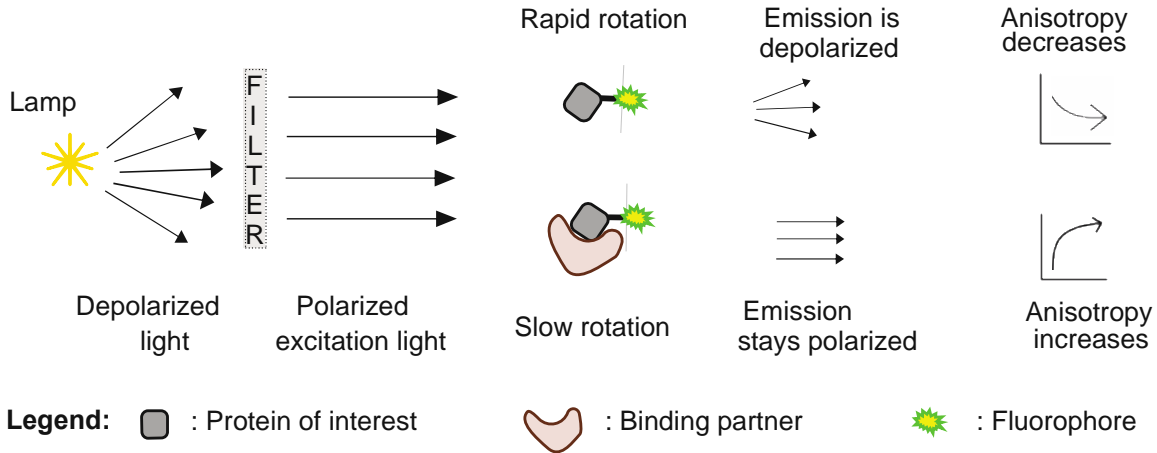 Rapid rotation
Emission is
depolarized
Anisotropy
decreases
Lamp
F
I
L
T
E
R
Depolarized
light
Polarized
excitation light
Slow rotation
Emission
stays polarized
Anisotropy
increases
Legend: : Protein of interest : Binding partner : Fluorophore